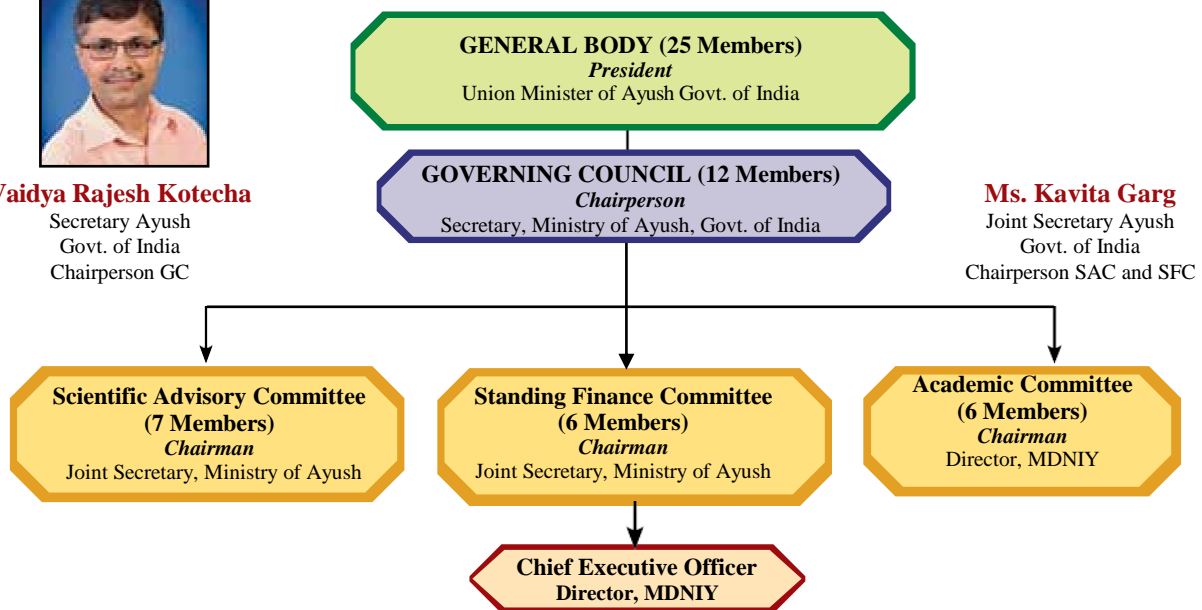 GENERAL BODY (25 Members)
President
Union Minister of Ayush Govt. of India
GOVERNING COUNCIL (12 Members)
Chairperson
Secretary, Ministry of Ayush, Govt. of India
Vaidya Rajesh Kotecha
Secretary Ayush
Govt. of India
Chairperson GC
Ms. Kavita Garg
Joint Secretary Ayush
Govt. of India
Chairperson SAC and SFC
Scientific Advisory Committee
(7 Members)
Chairman
Joint Secretary, Ministry of Ayush
Standing Finance Committee
(6 Members)
Chairman
Joint Secretary, Ministry of Ayush
Academic Committee
(6 Members)
Chairman
Director, MDNIY
Chief Executive Officer
Director, MDNIY